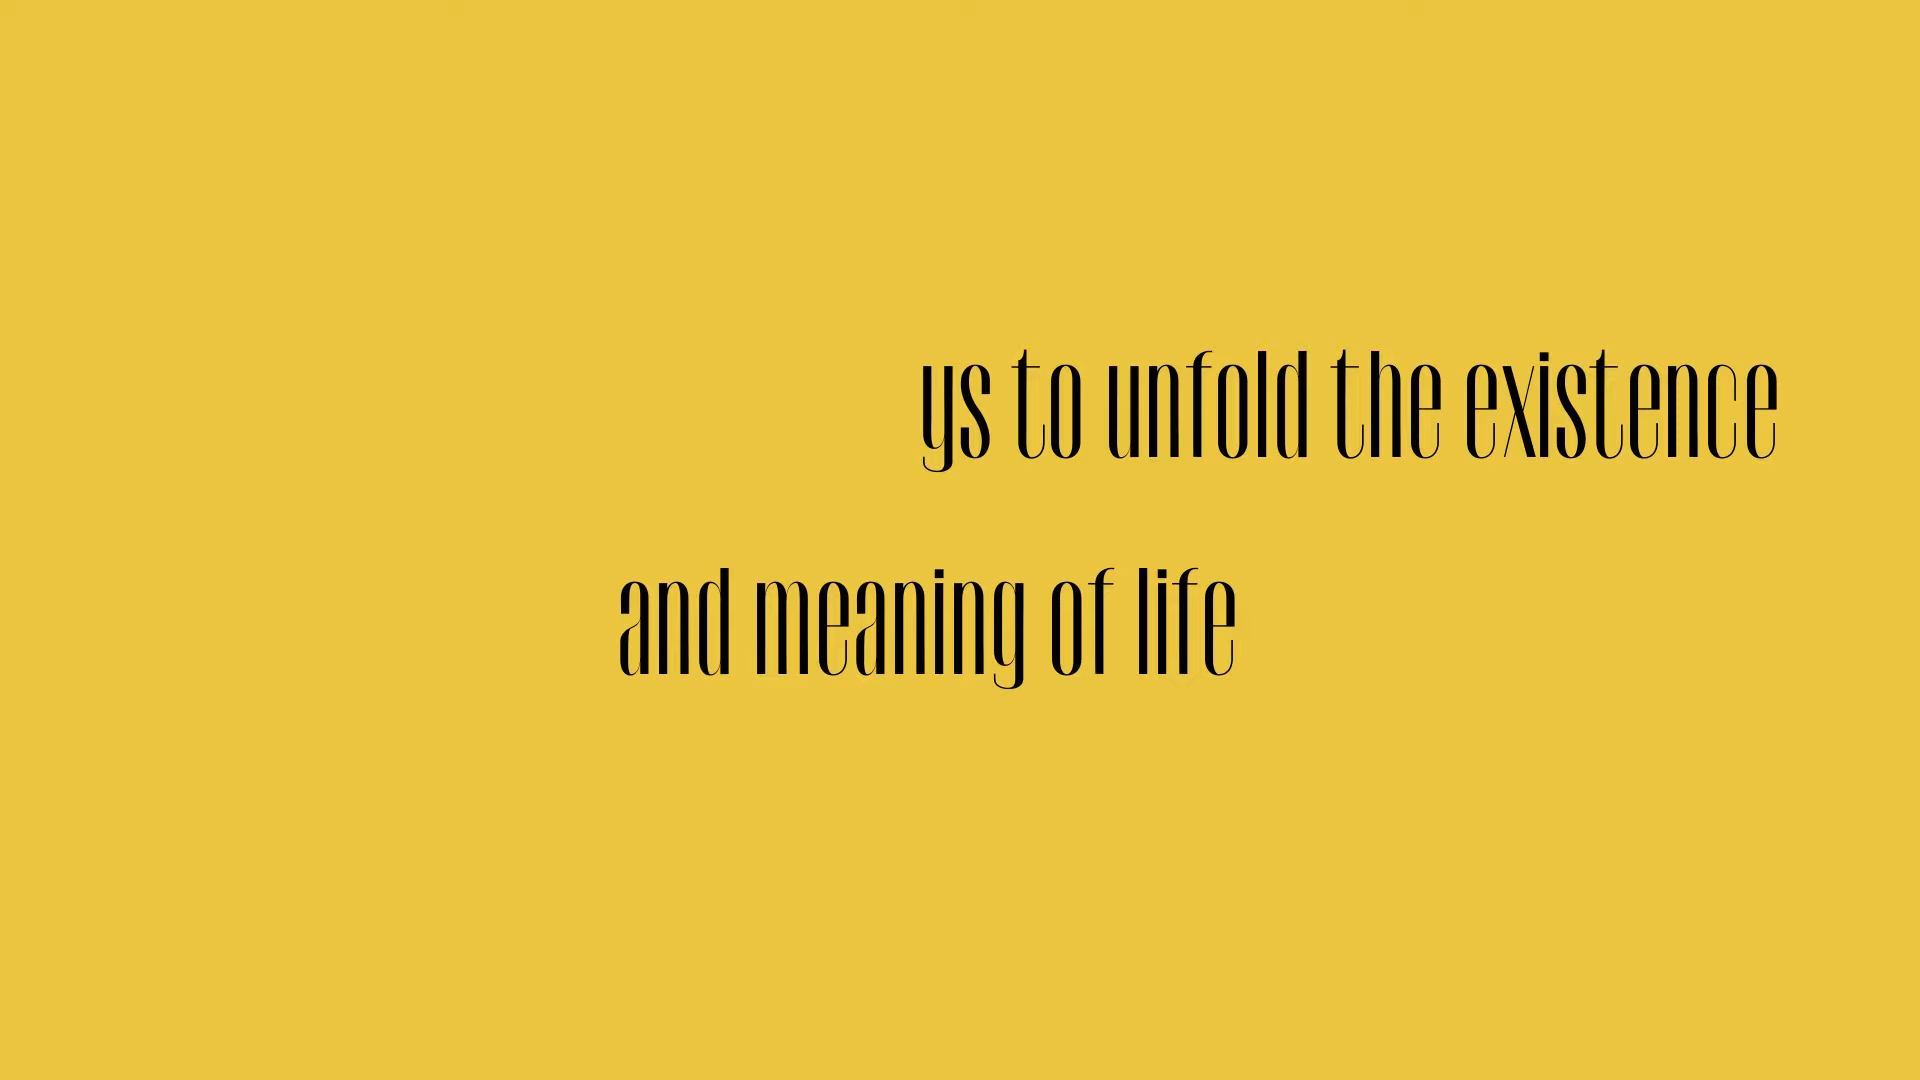 ys to unfold the existence
and meaning of life